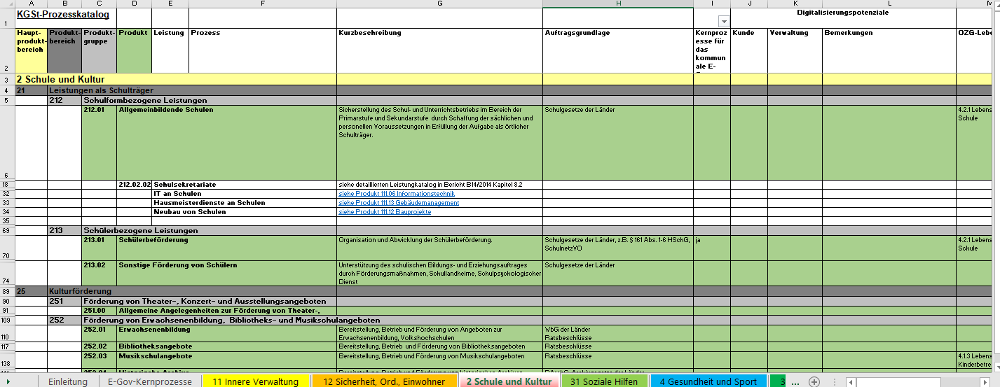 A B C D E F G H I J K L M
1 KGSt-Prozesskatalog Digitalisierungspotenziale
2 Haupt- Produkt- Produkt- Produkt Leistung Prozess Kurzbeschreibung Auftragsgrundlage Kernproz Kunde Verwaltung Bemerkungen OZG-Lebe
produkt- bereich gruppe esse für
bereich das
kommun
ale E-
3 2 Schule und Kultur
4 21 Leistungen als Schulträger
5 212 Schulformbezogene Leistungen
6 212.01 Allgemeinbildende Schulen Sicherstellung des Schul- und Unterrichtsbetriebs im Bereich der Schulgesetze der Länder 4.2.1 Lebens
Primarstufe und Sekundarstufe durch Schaffung der sächlichen und Schule
personellen Voraussetzungen in Erfüllung der Aufgabe als örtlicher
Schulträger.
18 212.02.02 Schulsekretariate siehe detaillierten Leistungkatalog in Bericht B14/2014 Kapitel 8.2
32 IT an Schulen siehe Produkt 111.06 Informationstechnik
33 Hausmeisterdienste an Schulen siehe Produkt 111.13 Gebäudemanagement
34 Neubau von Schulen siehe Produkt 111.12 Bauprojekte
35
69 213 Schülerbezogene Leistungen
70 213.01 Schülerbeförderung Organisation und Abwicklung der Schülerbeförderung. Schulgesetze der Länder, z.B. § 161 Abs. 1-6 HSchG, ja 4.2.1 Lebens
SchulnetzVO Schule
74 213.02 Sonstige Förderung von Schülern Unterstützung des schulischen Bildungs- und Erziehungsauftrages Schulgesetze der Länder
durch Förderungsmaßnahmen, Schullandheime, Schulpsychologischer
Dienst
89 25 Kulturförderung
90 251 Förderung von Theater-, Konzert- und Ausstellungsangeboten
91 251.00 Allgemeine Angelegenheiten zur Förderung von Theater-,
109 252 Förderung von Erwachsenenbildung, Bibliotheks- und Musikschulangeboten
110 252.01 Erwachsenenbildung Bereitstellung, Betrieb und Förderung von Angeboten zur WbG der Länder
Erwachsenenbildung, Volkshochschulen Ratsbeschlüsse
117 252.02 Bibliotheksangebote Bereitstellung, Betrieb und Förderung von Bibliotheksangeboten Ratsbeschlüsse
138 252.03 Musikschulangebote Bereitstellung, Betrieb und Förderung von Musikschulangeboten Ratsbeschlüsse 4.1.3 Lebens
Kinderbetre
Einleitung E-Gov-Kernprozesse 11 Innere Verwaltung 12 Sicherheit, Ord., Einwohner 2 Schule und Kultur 31 Soziale Hilfen 4 Gesundheit und Sport 3 ...